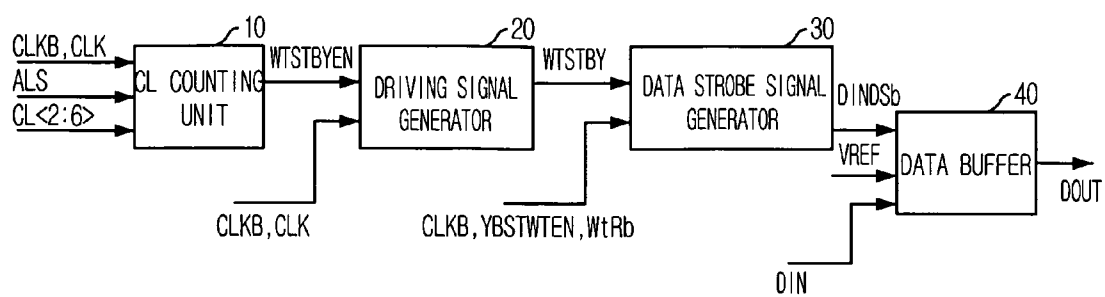 10
20
30
40
CLKB, CLK
ALS
CL<2:6>
CL COUNTING
UNIT
WTSTBYEN
DRIVING SIGNAL
GENERATOR
WTSTBY
DATA STROBE SIGNAL
GENERATOR
DINDSb
VREF
DATA BUFFER
DOUT
CLKB, CLK
CLKB, YBSTWTEN, WtRb
DIN